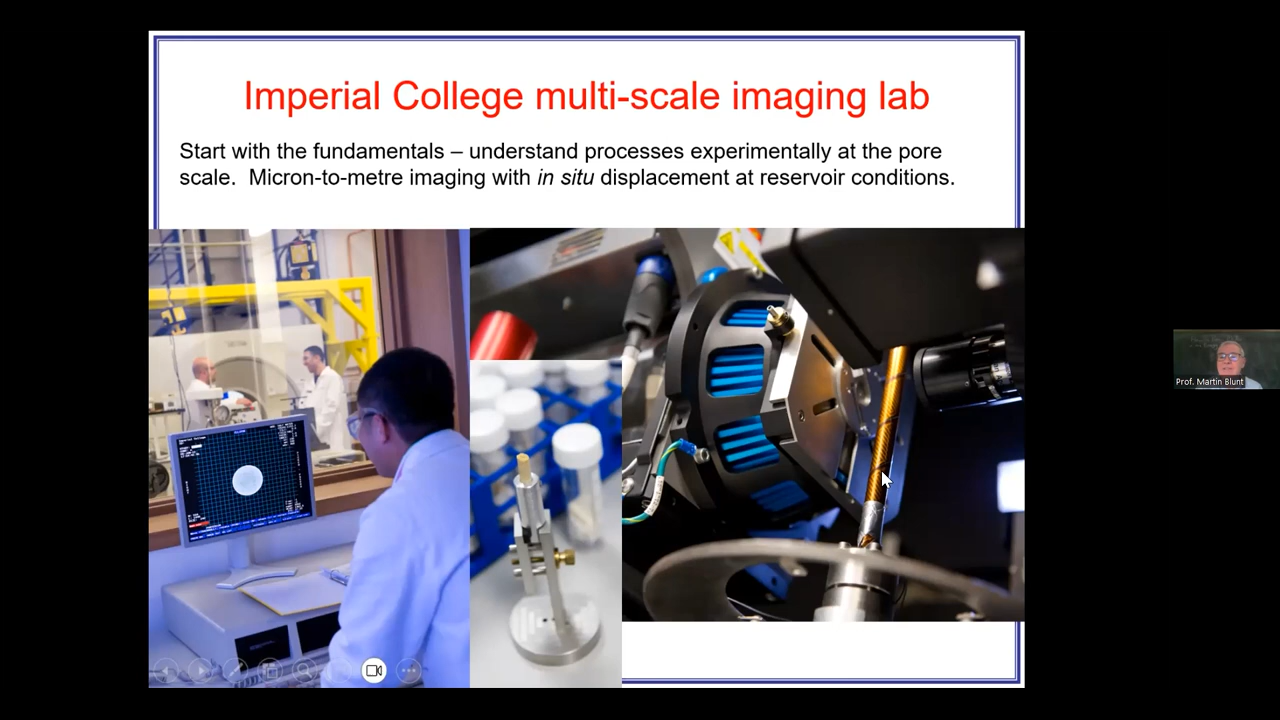 Imperial College multi-scale imaging lab
Start with the fundamentals – understand processes experimentally at the pore
scale.  Micron-to-metre imaging with in situ displacement at reservoir conditions.
Prof. Martin Blunt